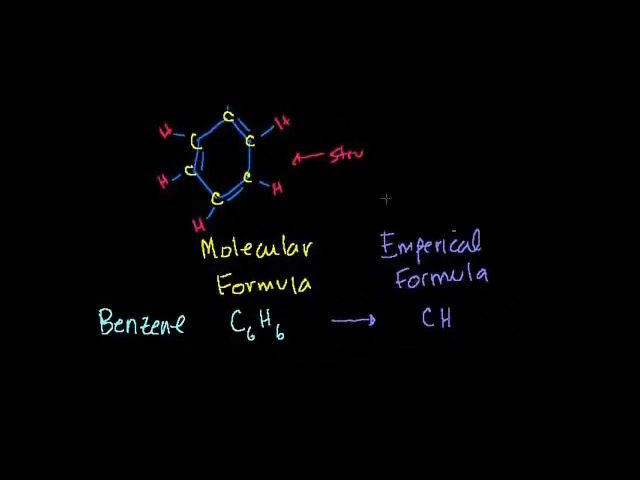 C
H C C H
H C C H
C
H
Stru
Molecular Emperical
Formula Formula
Benzene C₆H₆ → CH